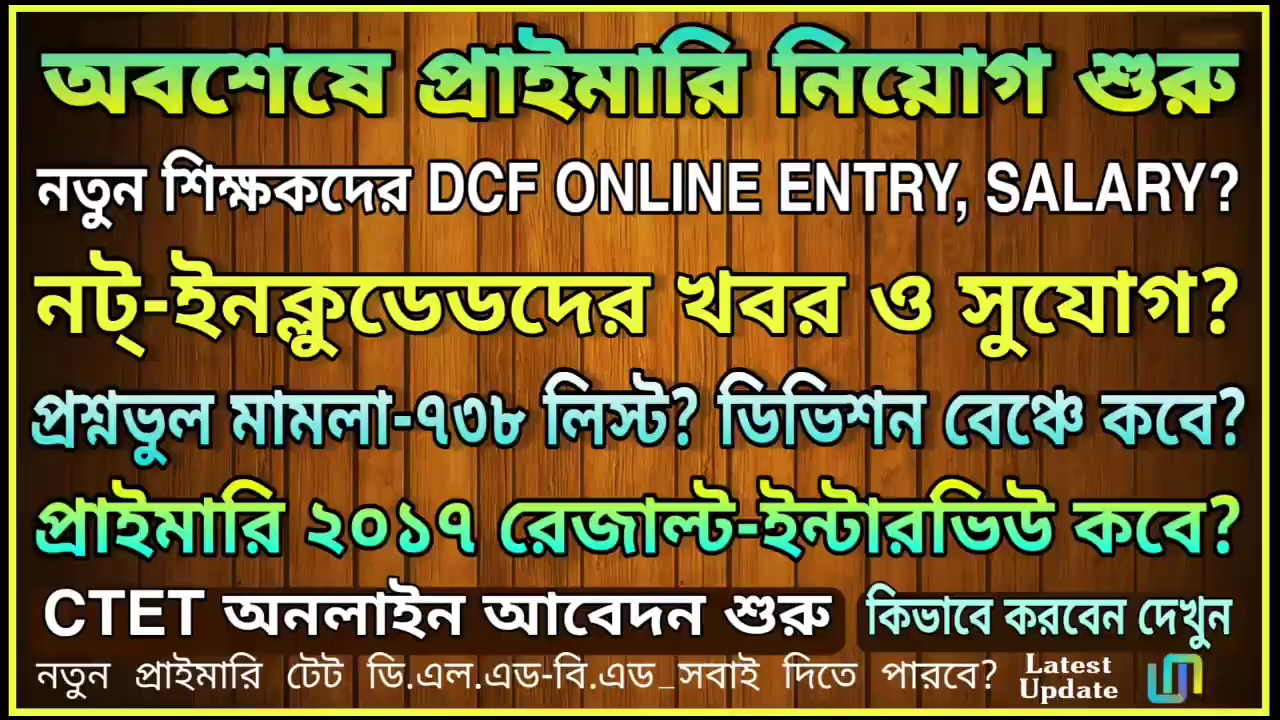 অবশেষে প্রাইমারি নিয়োগ শুরু
নতুন শিক্ষকদের DCF ONLINE ENTRY, SALARY?
নট্-ইনক্লুডেডদের খবর ও সুযোগ?
প্রশ্নভুল মামলা-৭৩৮ লিস্ট? ডিভিশন বেঞ্চে কবে?
প্রাইমারি ২০১৭ রেজাল্ট-ইন্টারভিউ কবে?
CTET অনলাইন আবেদন শুরু কিভাবে করবেন দেখুন
নতুন প্রাইমারি টেট ডি.এল.এড-বি.এড_সবাই দিতে পারবে? Latest Update